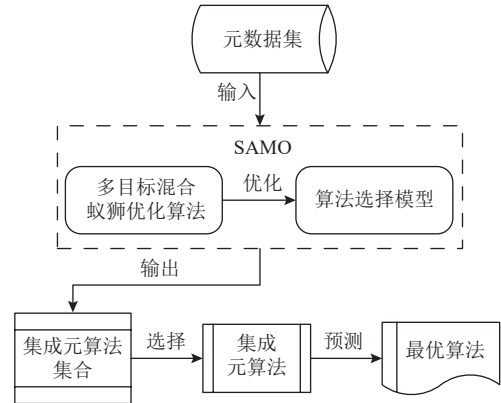 元数据集
输入
SAMO
多目标混合
蚁狮优化算法
优化
算法选择模型
输出
集成元算法
集合
选择
集成
元算法
预测
最优算法